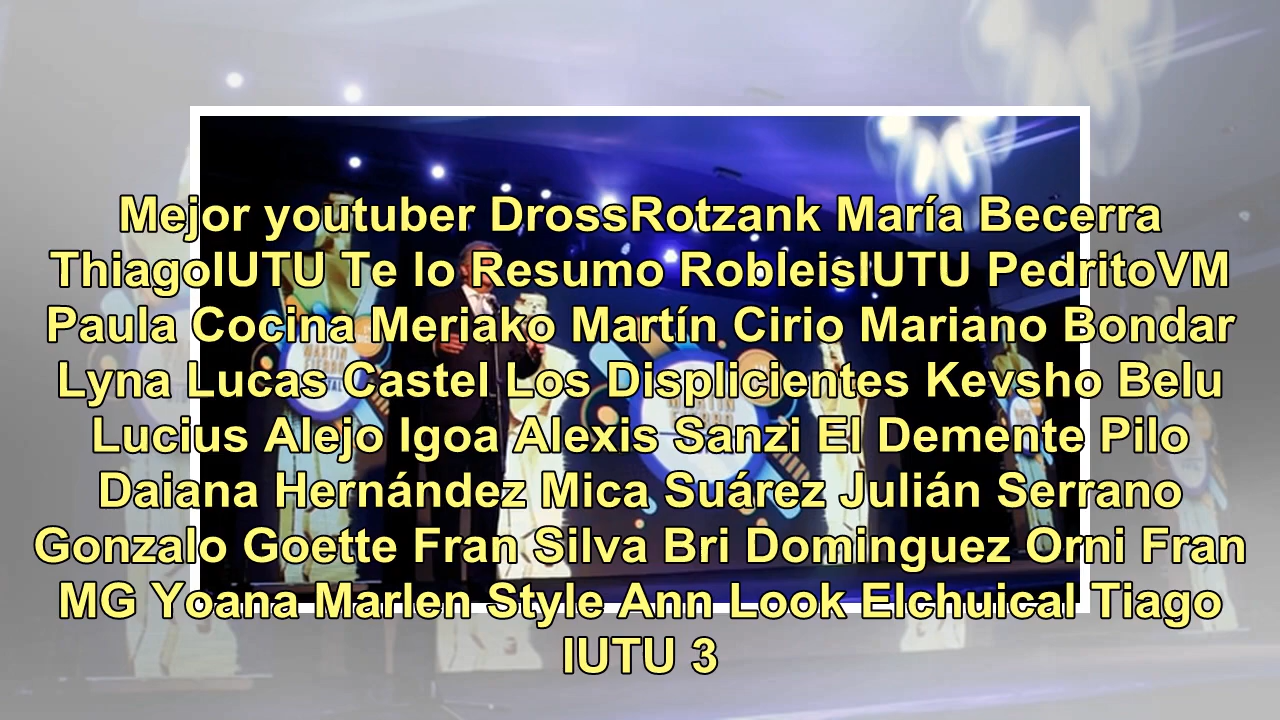 Mejor youtuber DrossRotzank María Becerra
ThiagoIUTU Te lo Resumo RobleisIUTU PedritoVM
Paula Cocina Meriako Martín Cirio Mariano Bondar
Lyna Lucas Castel Los Displicientes Kevsho Belu
Lucius Alejo Igoa Alexis Sanzi El Demente Pilo
Daiana Hernández Mica Suárez Julián Serrano
Gonzalo Goette Fran Silva Bri Dominguez Orni Fran
MG Yoana Marlen Style Ann Look Elchuical Tiago
IUTU 3